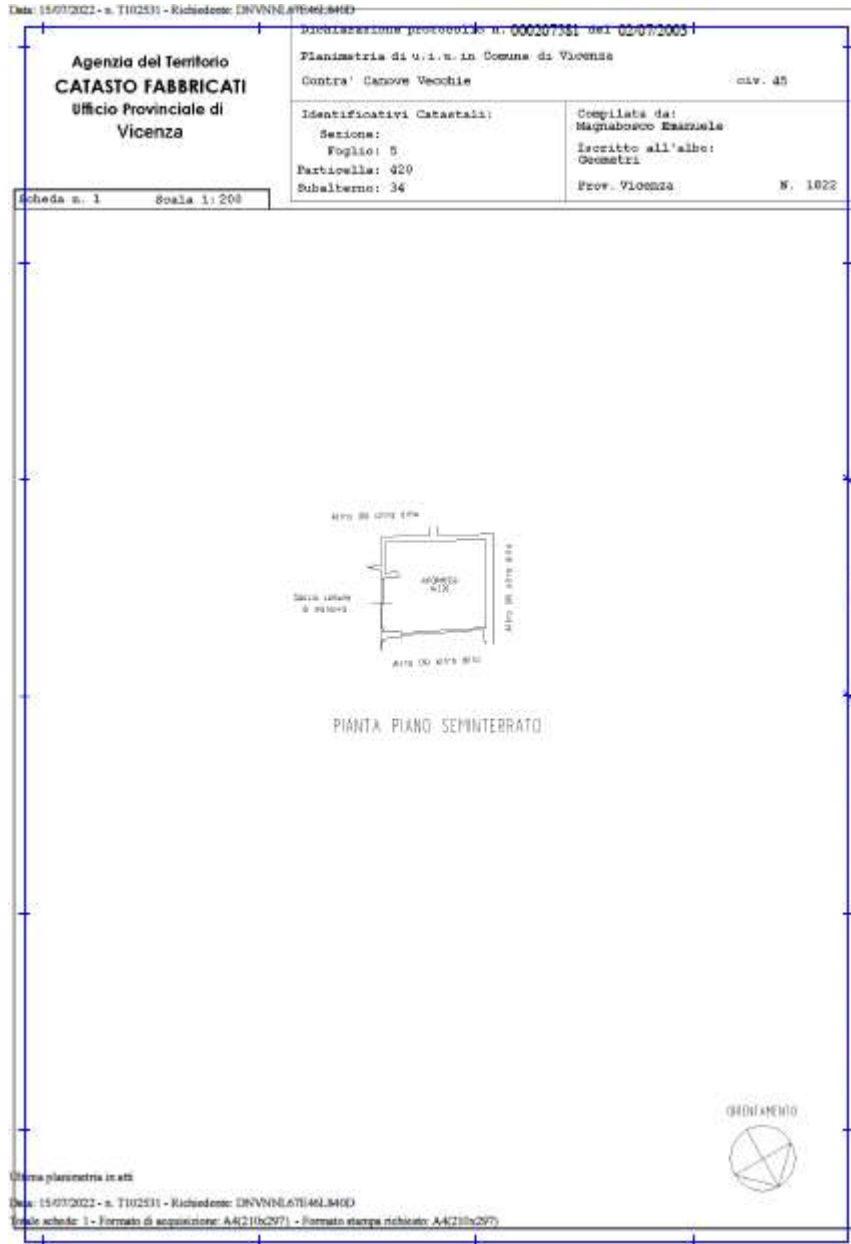 Data: 15/07/2022 - n. T102531 - Richiedente: DNVNNL67E46L840D
Dichiarazione protocollo n. 000207381 del 02/07/2003
Planimetria di u.i.u. in Comune di Vicenza
Contra' Canove Vecchie civ. 45
Agenzia del Territorio
CATASTO FABBRICATI
Ufficio Provinciale di
Vicenza
Identificativi Catastali:
Sezione:
Foglio: 5
Particella: 420
Subalterno: 34
Compilata da:
Magnabosco Emanuele
Iscritto all'albo:
Geometri
Prov. Vicenza N. 1822
Scheda n. 1 Scala 1:200
PIANTA PIANO SEMINTERRATO
ORIENTAMENTO
Ultima planimetria in atti
Data: 15/07/2022 - n. T102531 - Richiedente: DNVNNL67E46L840D
Totale schede: 1 - Formato di acquisizione: A4(210x297) - Formato stampa richiesto: A4(210x297)